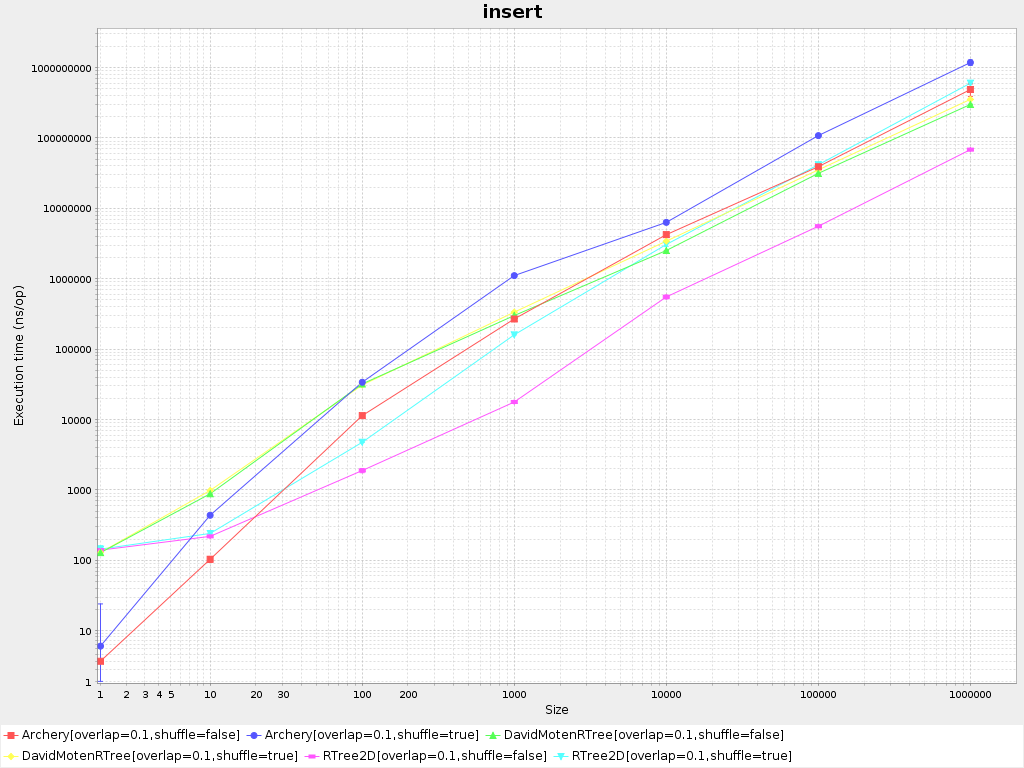 insert
Execution time (ns/op)
1000000000
100000000
10000000
1000000
100000
10000
1000
100
10
1
1 2 3 4 5 10 20 30 100 200 1000 10000 100000 1000000
Size
Archery[overlap=0.1,shuffle=false] Archery[overlap=0.1,shuffle=true] DavidMotenRTree[overlap=0.1,shuffle=false]
DavidMotenRTree[overlap=0.1,shuffle=true] RTree2D[overlap=0.1,shuffle=false] RTree2D[overlap=0.1,shuffle=true]